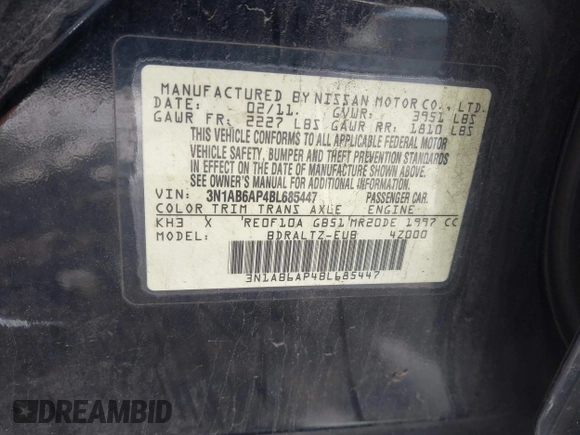 MANUFACTURED BY NISSAN MOTOR CO., LTD.
DATE: 02/11. GVWR: 3951 LBS
GAWR FR: 2227 LBS GAWR RR: 1810 LBS
THIS VEHICLE CONFORMS TO ALL APPLICABLE FEDERAL MOTOR
VEHICLE SAFETY, BUMPER AND THEFT PREVENTION STANDARDS
IN EFFECT ON THE DATE OF MANUFACTURE SHOWN ABOVE.
SEE OWNER'S MANUAL FOR ADDITIONAL INFORMATION.
VIN: 3N1AB6AP4BL685447 PASSENGER CAR.
COLOR TRIM TRANS AXLE ENGINE
KH3 X RE0F10A GB51 MR20DE 1997 CC
MODEL: BDRALTZ-EUB 4Z000
3N1AB6AP4BL685447
DREAMBID